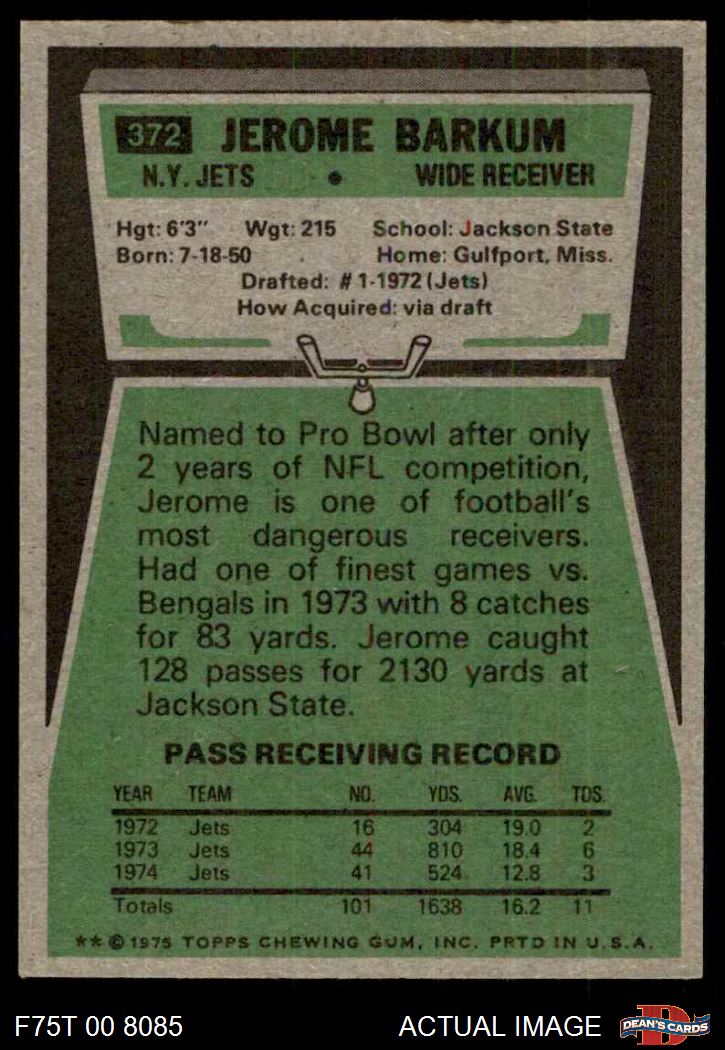 372 JEROME BARKUM
N.Y. JETS • WIDE RECEIVER
Hgt: 6'3" Wgt: 215 School: Jackson State
Born: 7-18-50 Home: Gulfport, Miss.
Drafted: #1-1972 (Jets)
How Acquired: via draft
Named to Pro Bowl after only
2 years of NFL competition,
Jerome is one of football's
most dangerous receivers.
Had one of finest games vs.
Bengals in 1973 with 8 catches
for 83 yards. Jerome caught
128 passes for 2130 yards at
Jackson State.
PASS RECEIVING RECORD
YEAR TEAM NO. YDS. AVG. TDS.
1972 Jets 16 304 19.0 2
1973 Jets 44 810 18.4 6
1974 Jets 41 524 12.8 3
Totals 101 1638 16.2 11
** © 1975 TOPPS CHEWING GUM, INC. PRTD IN U.S.A.
F75T 00 8085 ACTUAL IMAGE D DEAN'S CARDS